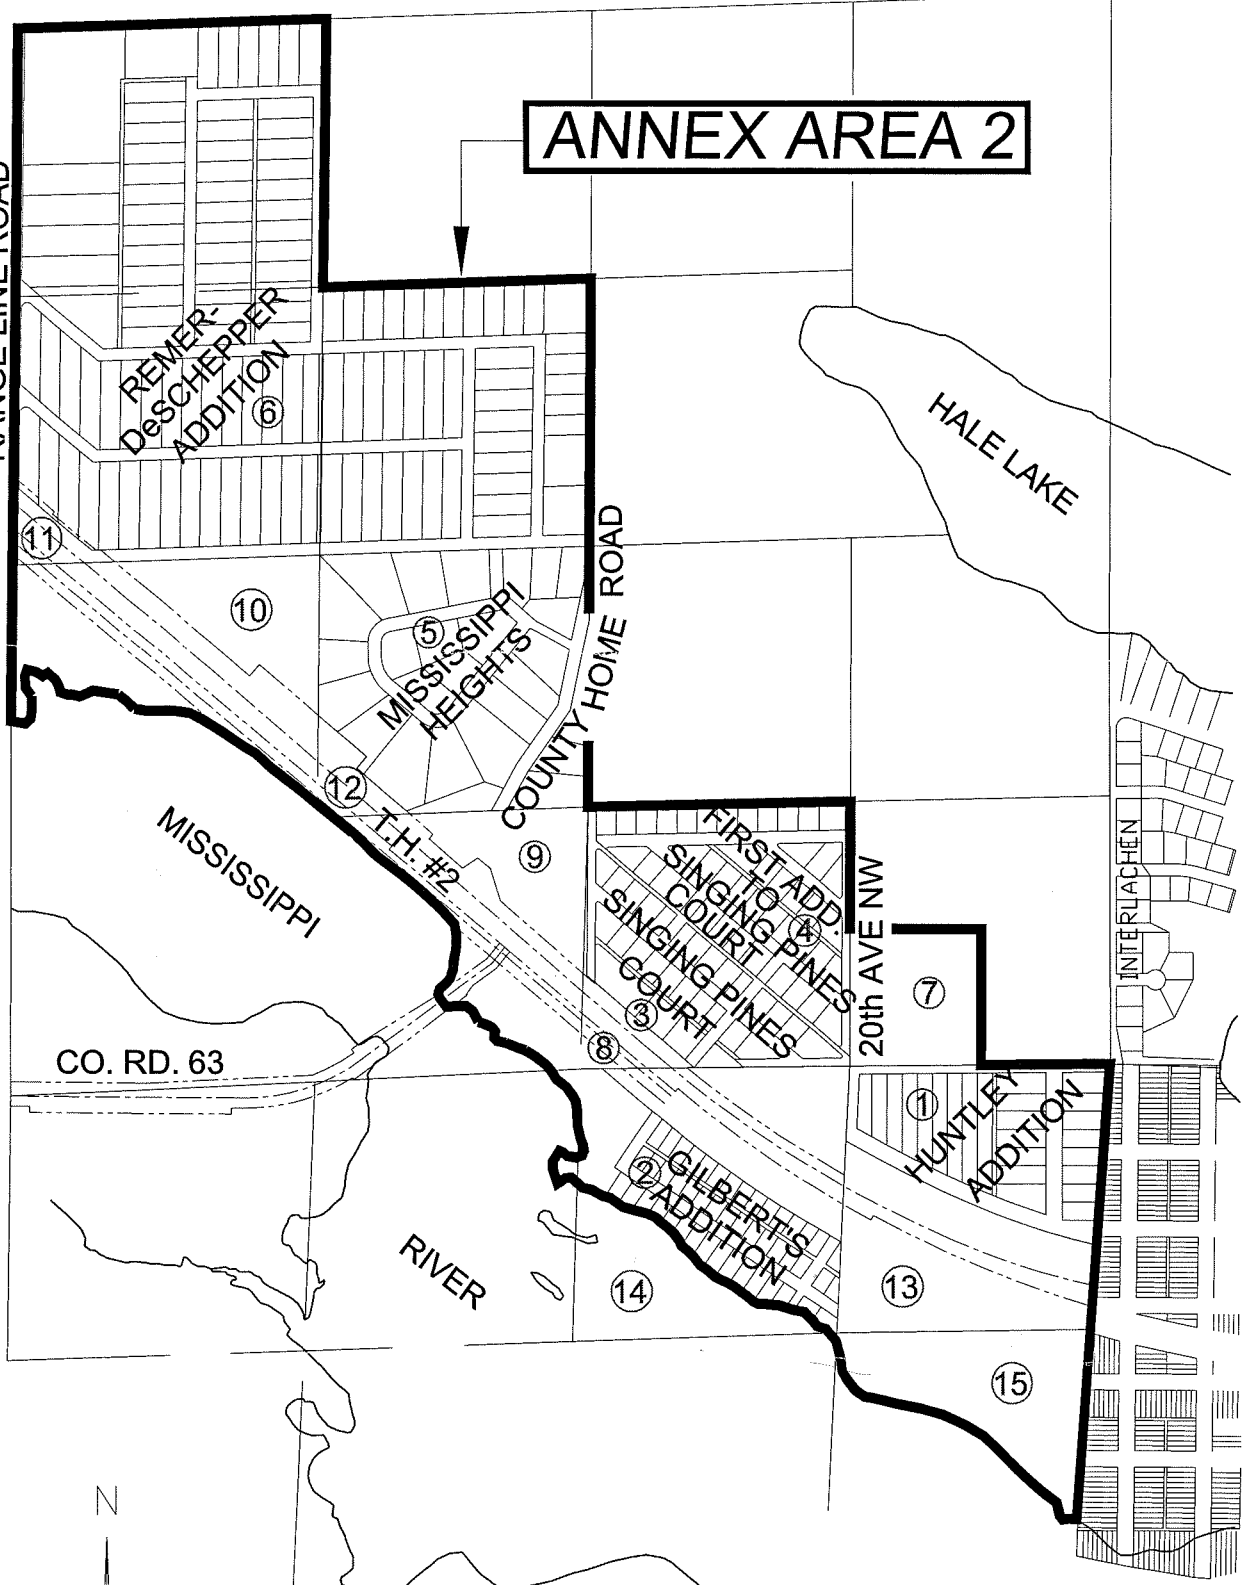 ANNEX AREA 2
RANGE LINE ROAD
REMER-
DeSCHEPPER
ADDITION
6
HALE LAKE
11
10
5
MISSISSIPPI
HEIGHTS
COUNTY HOME ROAD
12
T.H. #2
9
MISSISSIPPI
FIRST ADD.
TO
SINGING PINES
COURT
4
SINGING PINES
COURT
3
20th AVE NW
7
INTERLACHEN
8
CO. RD. 63
1
HUNTLEY
ADDITION
2
GILBERT'S
ADDITION
RIVER
14
13
15
N